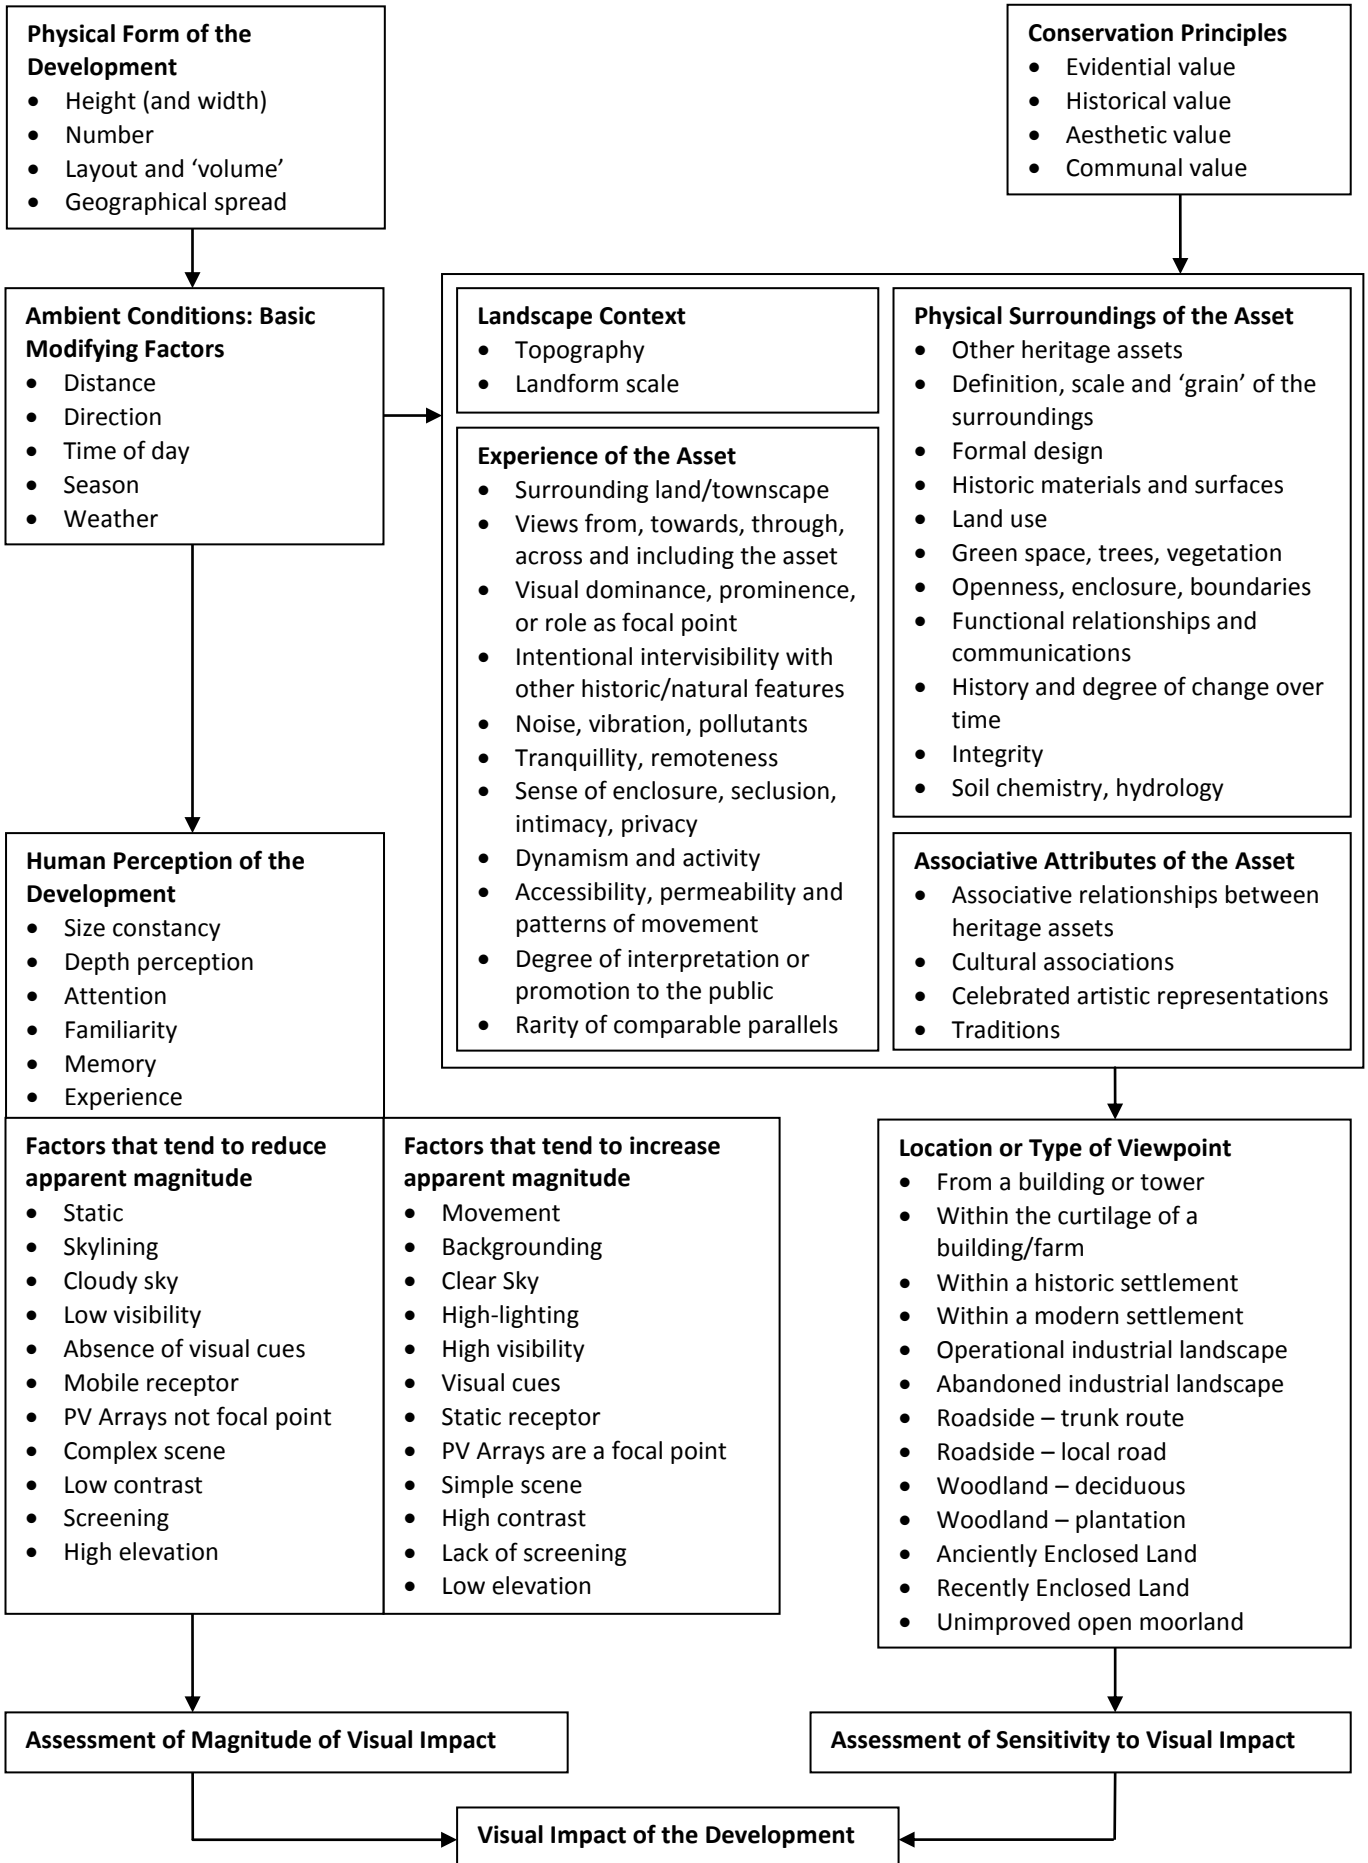 Physical Form of the
Development
• Height (and width)
• Number
• Layout and ‘volume’
• Geographical spread
Conservation Principles
• Evidential value
• Historical value
• Aesthetic value
• Communal value
Ambient Conditions: Basic
Modifying Factors
• Distance
• Direction
• Time of day
• Season
• Weather
Landscape Context
• Topography
• Landform scale
Experience of the Asset
• Surrounding land/townscape
• Views from, towards, through,
across and including the asset
• Visual dominance, prominence,
or role as focal point
• Intentional intervisibility with
other historic/natural features
• Noise, vibration, pollutants
• Tranquillity, remoteness
• Sense of enclosure, seclusion,
intimacy, privacy
• Dynamism and activity
• Accessibility, permeability and
patterns of movement
• Degree of interpretation or
promotion to the public
• Rarity of comparable parallels
Physical Surroundings of the Asset
• Other heritage assets
• Definition, scale and ‘grain’ of the
surroundings
• Formal design
• Historic materials and surfaces
• Land use
• Green space, trees, vegetation
• Openness, enclosure, boundaries
• Functional relationships and
communications
• History and degree of change over
time
• Integrity
• Soil chemistry, hydrology
Associative Attributes of the Asset
• Associative relationships between
heritage assets
• Cultural associations
• Celebrated artistic representations
• Traditions
Human Perception of the
Development
• Size constancy
• Depth perception
• Attention
• Familiarity
• Memory
• Experience
Factors that tend to reduce
apparent magnitude
• Static
• Skylining
• Cloudy sky
• Low visibility
• Absence of visual cues
• Mobile receptor
• PV Arrays not focal point
• Complex scene
• Low contrast
• Screening
• High elevation
Factors that tend to increase
apparent magnitude
• Movement
• Backgrounding
• Clear Sky
• High-lighting
• High visibility
• Visual cues
• Static receptor
• PV Arrays are a focal point
• Simple scene
• High contrast
• Lack of screening
• Low elevation
Location or Type of Viewpoint
• From a building or tower
• Within the curtilage of a
building/farm
• Within a historic settlement
• Within a modern settlement
• Operational industrial landscape
• Abandoned industrial landscape
• Roadside – trunk route
• Roadside – local road
• Woodland – deciduous
• Woodland – plantation
• Anciently Enclosed Land
• Recently Enclosed Land
• Unimproved open moorland
Assessment of Magnitude of Visual Impact
Assessment of Sensitivity to Visual Impact
Visual Impact of the Development